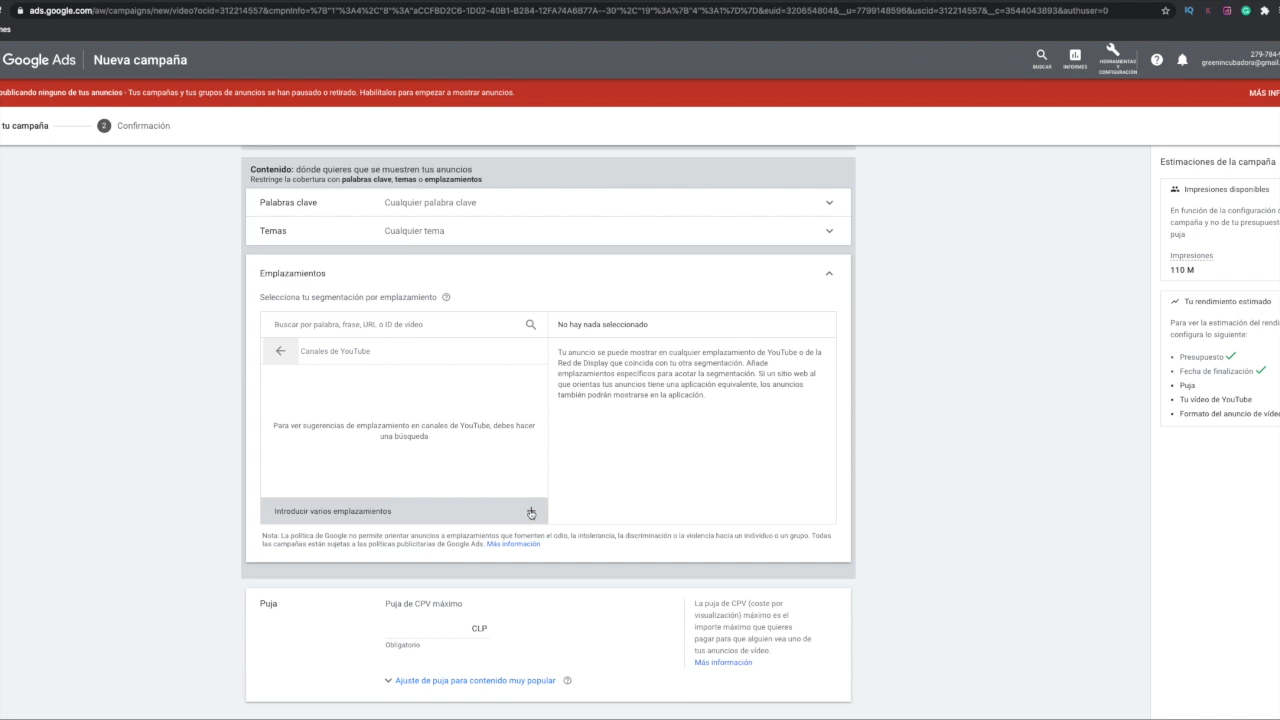 ads.google.com/aw/campaigns/new/video?ocid=312214557&cmpnInfo=%7B"1"%3A4%2C"8"%3A"aCCFBD2C6-1D02-40B1-B284-12FA74A6B77A--30"%2C"19"%3A%7B"4"%3A1%7D%7D&euid=320654804&__u=7799148596&uscid=312214557&__c=3544043893&authuser=0
nes
Google Ads
Nueva campaña
BUSCAR
INFORMES
HERRAMIENTAS
Y
CONFIGURACIÓN
279-784-
greenincubadora@gmail.
publicando ninguno de tus anuncios - Tus campañas y tus grupos de anuncios se han pausado o retirado. Habilítalos para empezar a mostrar anuncios.
MÁS INF
tu campaña
2 Confirmación
Contenido: dónde quieres que se muestren tus anuncios
Restringe la cobertura con palabras clave, temas o emplazamientos
Palabras clave
Cualquier palabra clave
Temas
Cualquier tema
Emplazamientos
Selecciona tu segmentación por emplazamiento
Buscar por palabra, frase, URL o ID de vídeo
Canales de YouTube
Para ver sugerencias de emplazamiento en canales de YouTube, debes hacer
una búsqueda
Introducir varios emplazamientos
No hay nada seleccionado
Tu anuncio se puede mostrar en cualquier emplazamiento de YouTube o de la
Red de Display que coincida con tu otra segmentación. Añade
emplazamientos específicos para acotar la segmentación. Si un sitio web al
que orientas tus anuncios tiene una aplicación equivalente, los anuncios
también podrán mostrarse en la aplicación.
Nota: La política de Google no permite orientar anuncios a emplazamientos que fomenten el odio, la intolerancia, la discriminación o la violencia hacia un individuo o un grupo. Todas
las campañas están sujetas a las políticas publicitarias de Google Ads. Más información
Puja
Puja de CPV máximo
CLP
Obligatorio
Ajuste de puja para contenido muy popular
La puja de CPV (coste por
visualización) máximo es el
importe máximo que quieres
pagar para que alguien vea uno de
tus anuncios de vídeo.
Más información
Estimaciones de la campaña
Impresiones disponibles
En función de la configuración d
campaña y no de tu presupuesto
puja
Impresiones
110 M
Tu rendimiento estimado
Para ver la estimación del rendi
configura lo siguiente:
Presupuesto
Fecha de finalización
Puja
Tu vídeo de YouTube
Formato del anuncio de víde